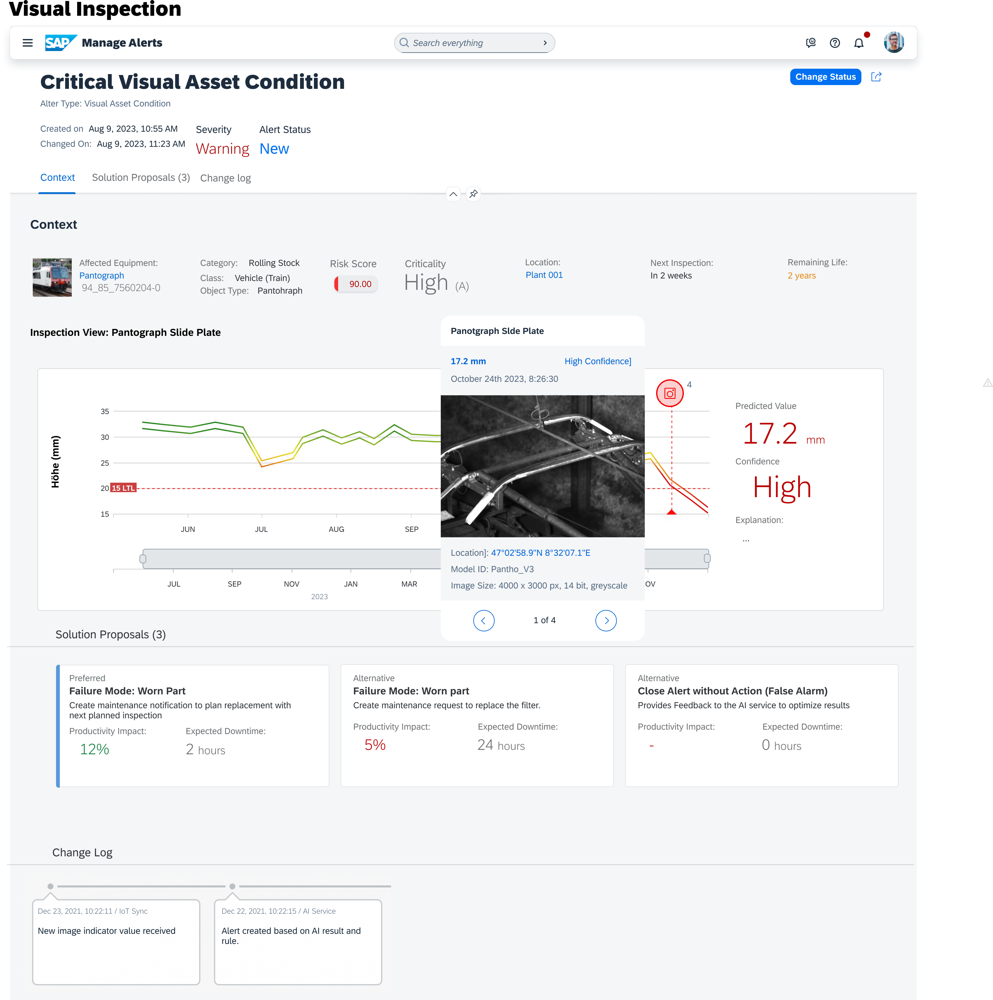 Visual Inspection
SAP Manage Alerts
Search everything
Critical Visual Asset Condition
Change Status
Alter Type: Visual Asset Condition
Created on Aug 9, 2023, 10:55 AM
Changed On: Aug 9, 2023, 11:23 AM
Severity
Warning
Alert Status
New
Context Solution Proposals (3) Change log
Context
Affected Equipment:
Pantograph
94_85_7560204-0
Category: Rolling Stock
Class: Vehicle (Train)
Object Type: Pantohraph
Risk Score
90.00
Criticality
High (A)
Location:
Plant 001
Next Inspection:
In 2 weeks
Remaining Life:
2 years
Inspection View: Pantograph Slide Plate
Höhe (mm)
35
30
25
20 15 LTL
15
JUN JUL AUG SEP
JUL SEP NOV JAN MAR OV
2023
Panotgraph Slde Plate
17.2 mm High Confidence]
October 24th 2023, 8:26:30
Location]: 47°02'58.9"N 8°32'07.1"E
Model ID: Pantho_V3
Image Size: 4000 x 3000 px, 14 bit, greyscale
1 of 4
4
Predicted Value
17.2 mm
Confidence
High
Explanation:
...
Solution Proposals (3)
Preferred
Failure Mode: Worn Part
Create maintenance notification to plan replacement with
next planned inspection
Productivity Impact: Expected Downtime:
12% 2 hours
Alternative
Failure Mode: Worn part
Create maintenance request to replace the filter.
Productivity Impact: Expected Downtime:
5% 24 hours
Alternative
Close Alert without Action (False Alarm)
Provides Feedback to the AI service to optimize results
Productivity Impact: Expected Downtime:
- 0 hours
Change Log
Dec 23, 2021, 10:22:11 / IoT Sync
New image indicator value received
Dec 22, 2021, 10:22:15 / AI Service
Alert created based on AI result and
rule.